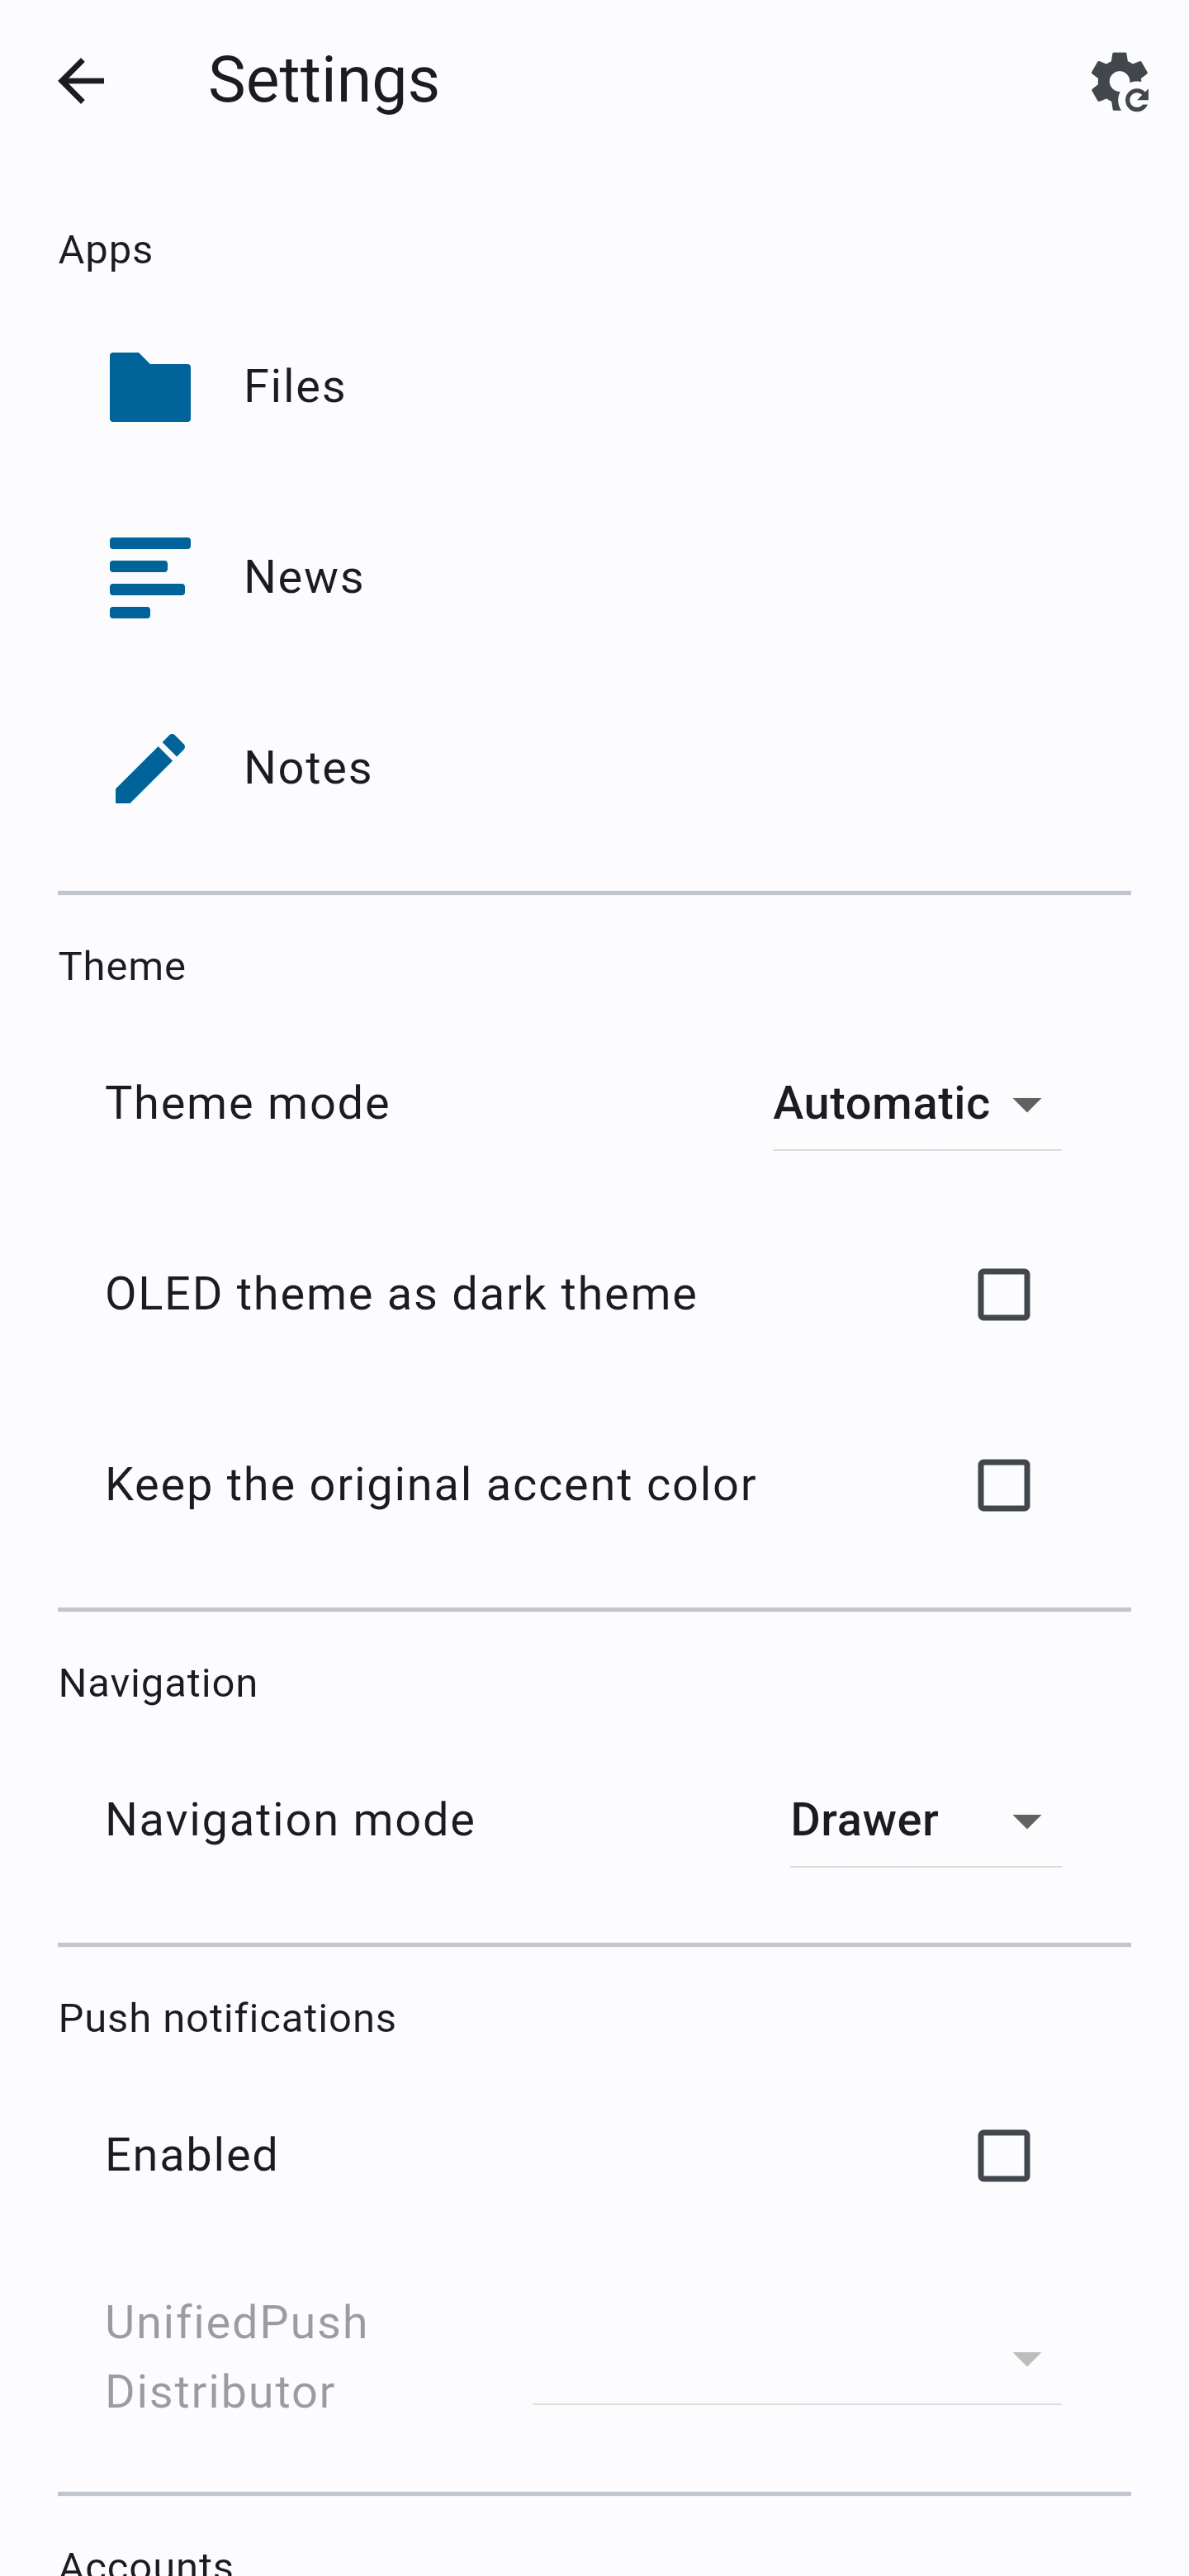 Settings
Apps
Files
News
Notes
Theme
Theme mode Automatic
OLED theme as dark theme
Keep the original accent color
Navigation
Navigation mode Drawer
Push notifications
Enabled
UnifiedPush
Distributor
Accounts